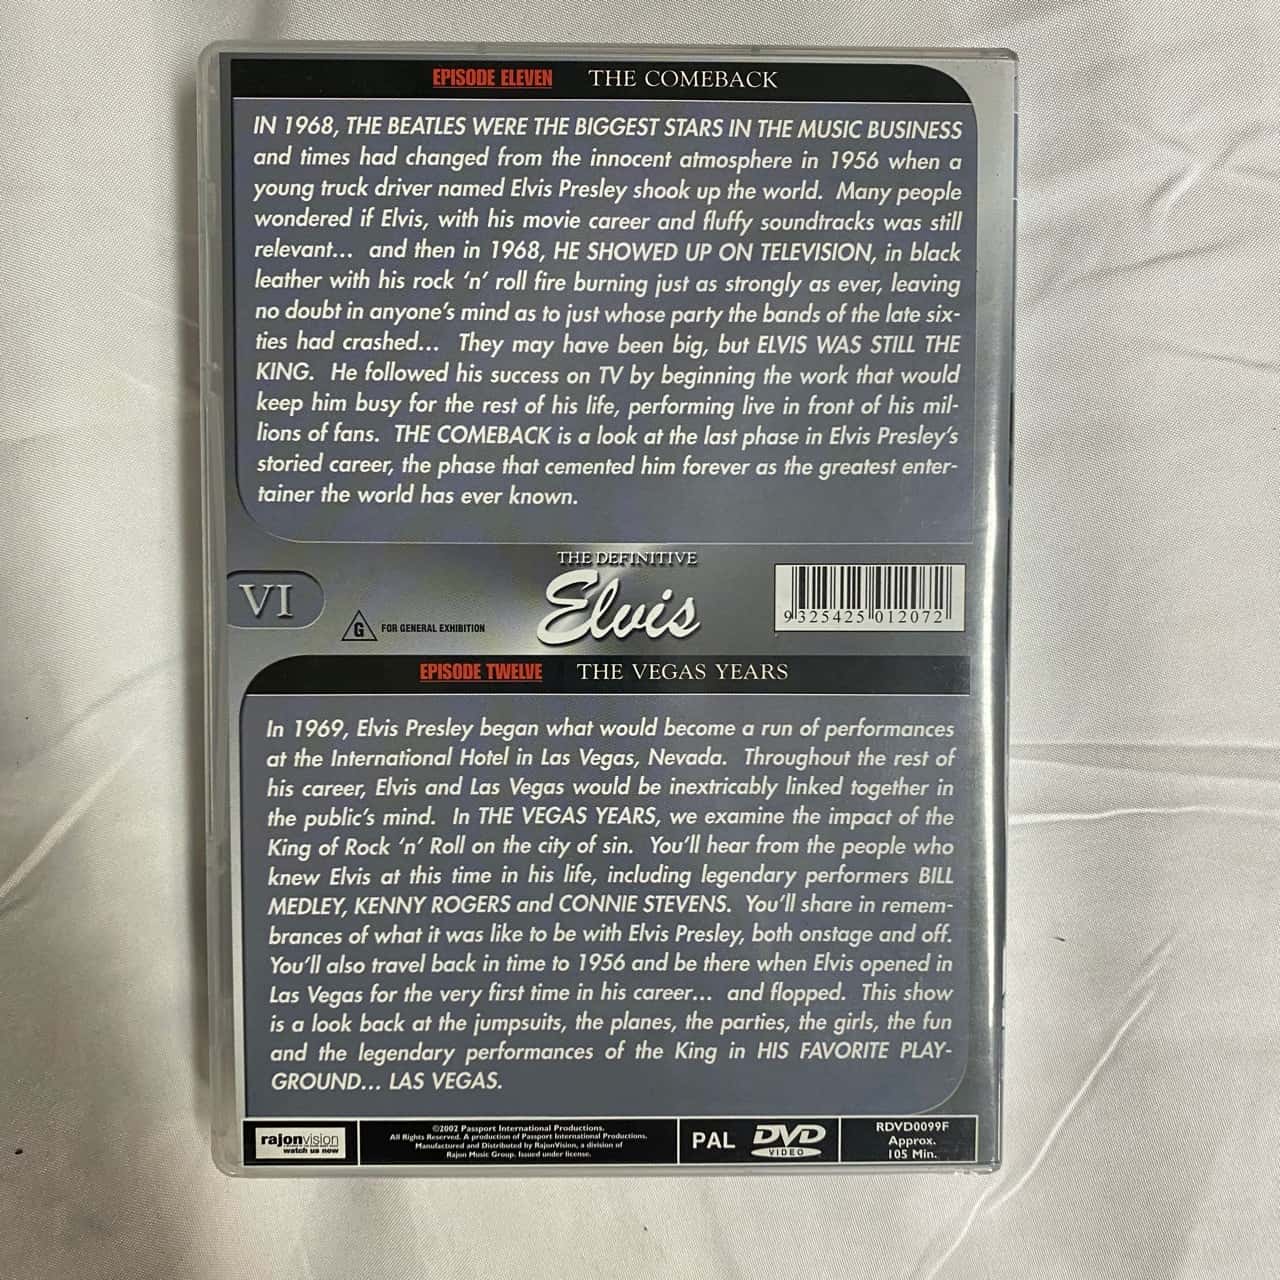 EPISODE ELEVEN THE COMEBACK
IN 1968, THE BEATLES WERE THE BIGGEST STARS IN THE MUSIC BUSINESS
and times had changed from the innocent atmosphere in 1956 when a
young truck driver named Elvis Presley shook up the world. Many people
wondered if Elvis, with his movie career and fluffy soundtracks was still
relevant... and then in 1968, HE SHOWED UP ON TELEVISION, in black
leather with his rock 'n' roll fire burning just as strongly as ever, leaving
no doubt in anyone's mind as to just whose party the bands of the late six-
ties had crashed... They may have been big, but ELVIS WAS STILL THE
KING. He followed his success on TV by beginning the work that would
keep him busy for the rest of his life, performing live in front of his mil-
lions of fans. THE COMEBACK is a look at the last phase in Elvis Presley's
storied career, the phase that cemented him forever as the greatest enter-
tainer the world has ever known.
VI
G FOR GENERAL EXHIBITION
THE DEFINITIVE
Elvis
9 325425 012072
EPISODE TWELVE THE VEGAS YEARS
In 1969, Elvis Presley began what would become a run of performances
at the International Hotel in Las Vegas, Nevada. Throughout the rest of
his career, Elvis and Las Vegas would be inextricably linked together in
the public's mind. In THE VEGAS YEARS, we examine the impact of the
King of Rock 'n' Roll on the city of sin. You'll hear from the people who
knew Elvis at this time in his life, including legendary performers BILL
MEDLEY, KENNY ROGERS and CONNIE STEVENS. You'll share in remem-
brances of what it was like to be with Elvis Presley, both onstage and off.
You'll also travel back in time to 1956 and be there when Elvis opened in
Las Vegas for the very first time in his career... and flopped. This show
is a look back at the jumpsuits, the planes, the parties, the girls, the fun
and the legendary performances of the King in HIS FAVORITE PLAY-
GROUND... LAS VEGAS.
rajonvision
watch us now
©2002 Passport International Productions.
All Rights Reserved. A production of Passport International Productions.
Manufactured and Distributed by RajonVision, a division of
Rajon Music Group. Issued under license.
PAL
DVD
VIDEO
RDVD0099F
Approx.
105 Min.